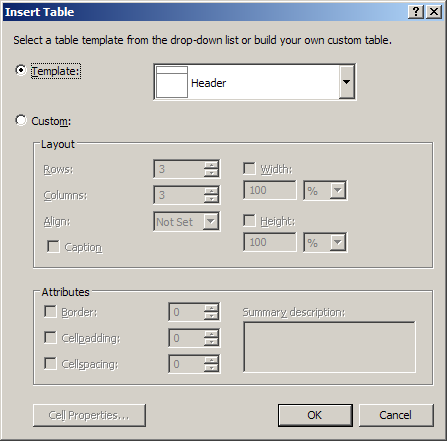 Insert Table
Select a table template from the drop-down list or build your own custom table.
Template: Header
Custom:
Layout
Rows: 3 Width:
Columns: 3 100 %
Align: Not Set Height:
Caption 100 %
Attributes
Border: 0 Summary description:
Cellpadding: 0
Cellspacing: 0
Cell Properties... OK Cancel